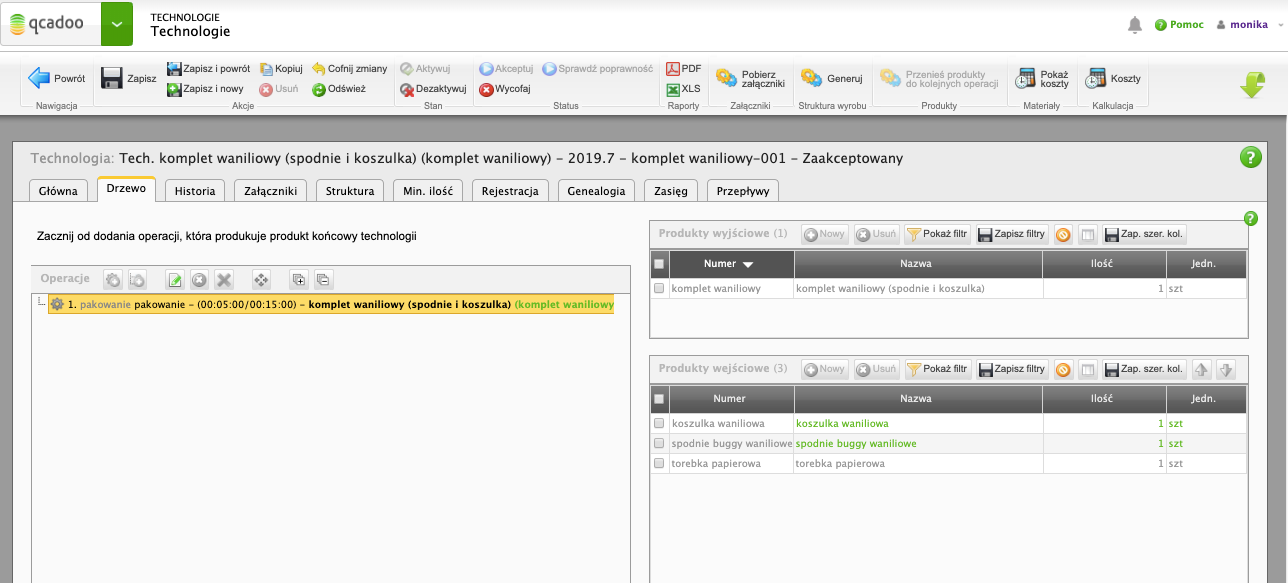 qcadoo
TECHNOLOGIE
Technologie
Pomoc
monika
Powrót
Nawigacja
Zapisz
Zapisz i powrót
Kopiuj
Cofnij zmiany
Zapisz i nowy
Usuń
Odśwież
Akcje
Aktywuj
Dezaktywuj
Stan
Akceptuj
Sprawdź poprawność
Wycofaj
Status
PDF
XLS
Raporty
Pobierz
załączniki
Załączniki
Generuj
Struktura wyrobu
Przenieś produkty
do kolejnych operacji
Produkty
Pokaż
koszty
Materiały
Koszty
Kalkulacja
Technologia: Tech. komplet waniliowy (spodnie i koszulka) (komplet waniliowy) - 2019.7 - komplet waniliowy-001 - Zaakceptowany
?
Główna
Drzewo
Historia
Załączniki
Struktura
Min. ilość
Rejestracja
Genealogia
Zasięg
Przepływy
?
Zacznij od dodania operacji, która produkuje produkt końcowy technologii
Operacje
1. pakowanie pakowanie - (00:05:00/00:15:00) - komplet waniliowy (spodnie i koszulka) (komplet waniliowy
Produkty wyjściowe (1) Nowy Usuń Pokaż filtr Zapisz filtry Zap. szer. kol.
Numer Nazwa Ilość Jedn.
komplet waniliowy komplet waniliowy (spodnie i koszulka) 1 szt
Produkty wejściowe (3) Nowy Usuń Pokaż filtr Zapisz filtry Zap. szer. kol.
Numer Nazwa Ilość Jedn.
koszulka waniliowa koszulka waniliowa 1 szt
spodnie buggy waniliowe spodnie buggy waniliowe 1 szt
torebka papierowa torebka papierowa 1 szt